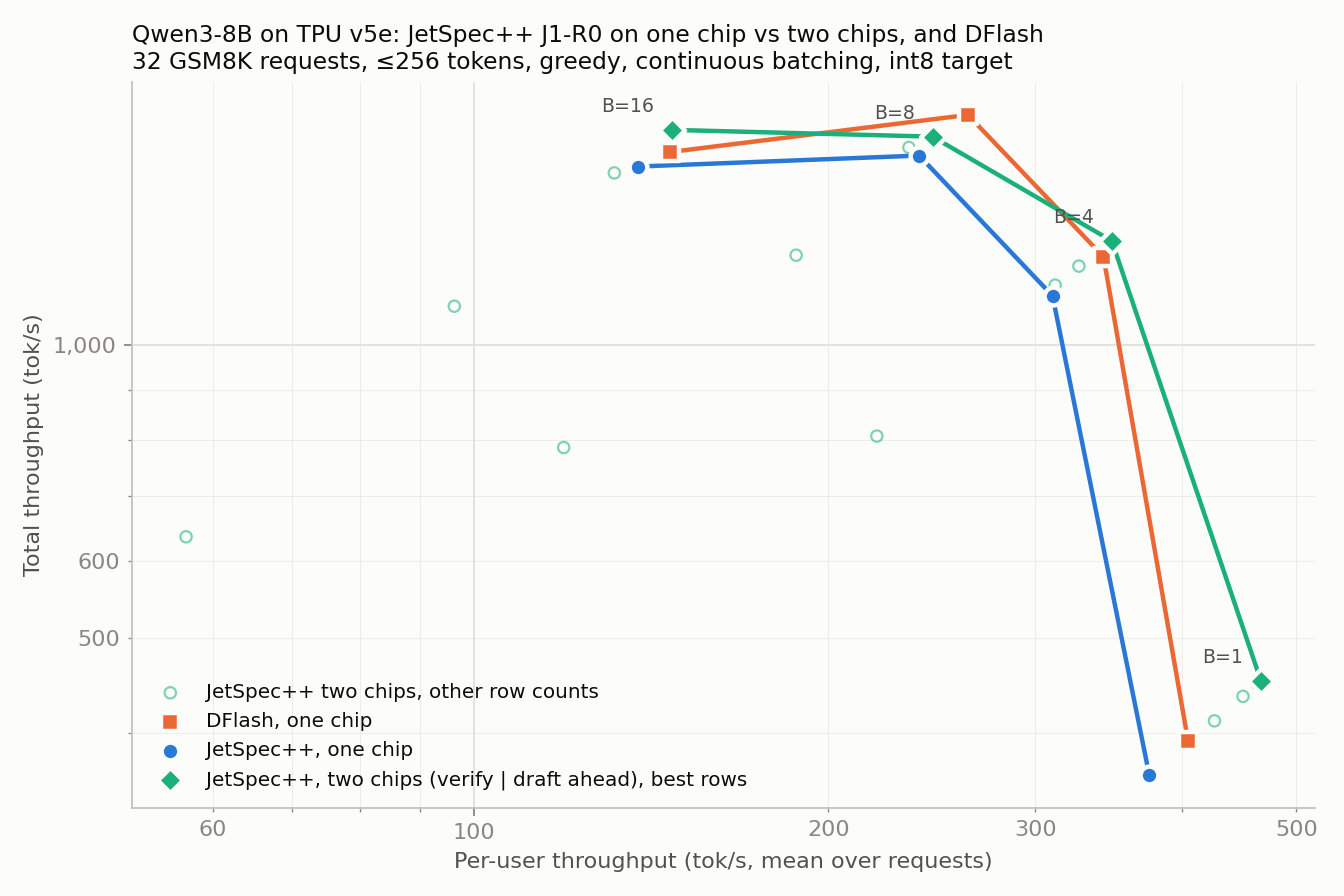 Qwen3-8B on TPU v5e: JetSpec++ J1-R0 on one chip vs two chips, and DFlash
32 GSM8K requests, ≤256 tokens, greedy, continuous batching, int8 target
B=16
B=8
B=4
B=1
Total throughput (tok/s)
1,000
600
500
JetSpec++ two chips, other row counts
DFlash, one chip
JetSpec++, one chip
JetSpec++, two chips (verify | draft ahead), best rows
60
100
200
300
500
Per-user throughput (tok/s, mean over requests)